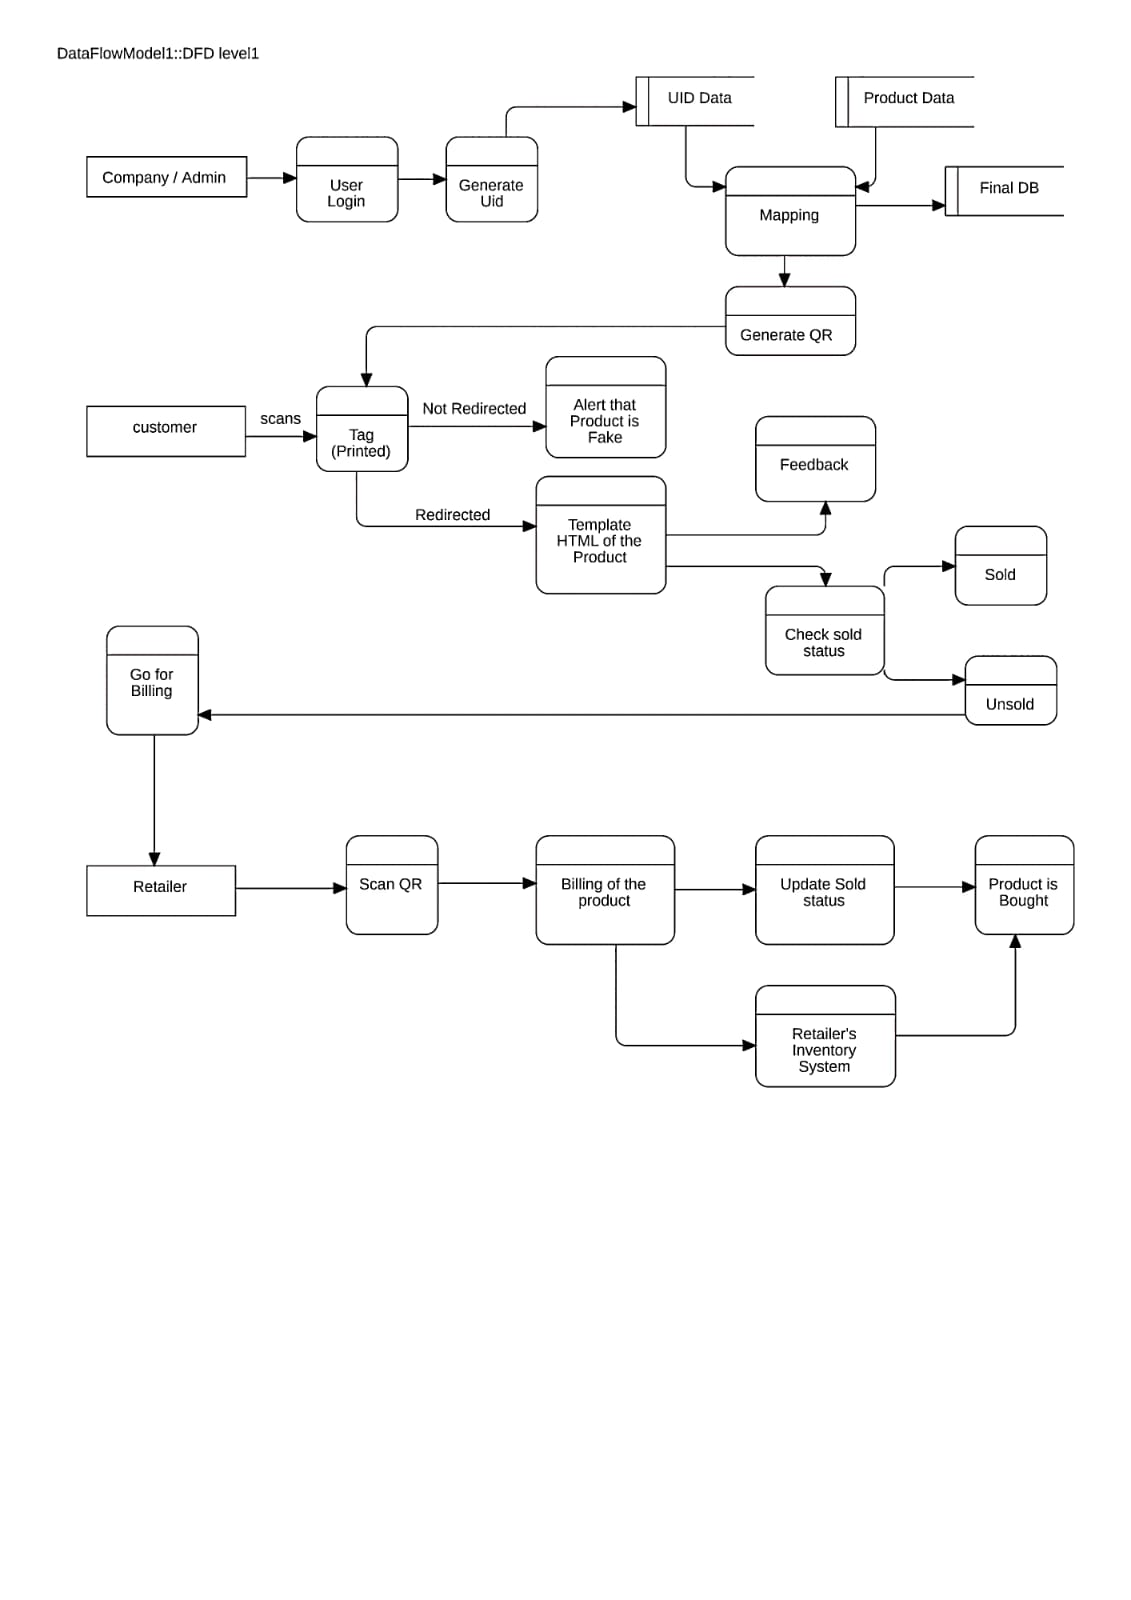 DataFlowModel1::DFD level1
UID Data
Product Data
Company / Admin
User
Login
Generate
Uid
Mapping
Final DB
Generate QR
customer
scans
Tag
(Printed)
Not Redirected
Alert that
Product is
Fake
Redirected
Template
HTML of the
Product
Feedback
Check sold
status
Sold
Unsold
Go for
Billing
Retailer
Scan QR
Billing of the
product
Update Sold
status
Product is
Bought
Retailer's
Inventory
System